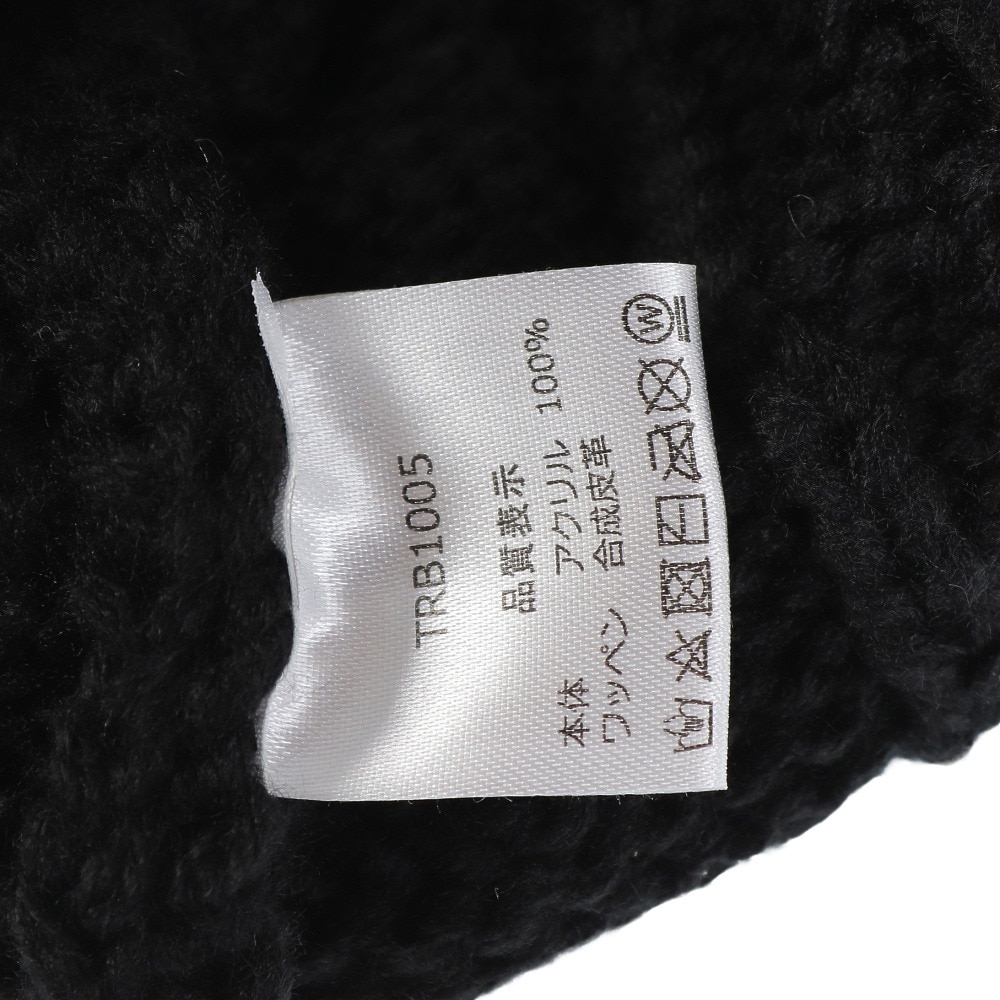 TRB1005
品質表示
本体 アクリル 100%
ワッペン 合成皮革
W